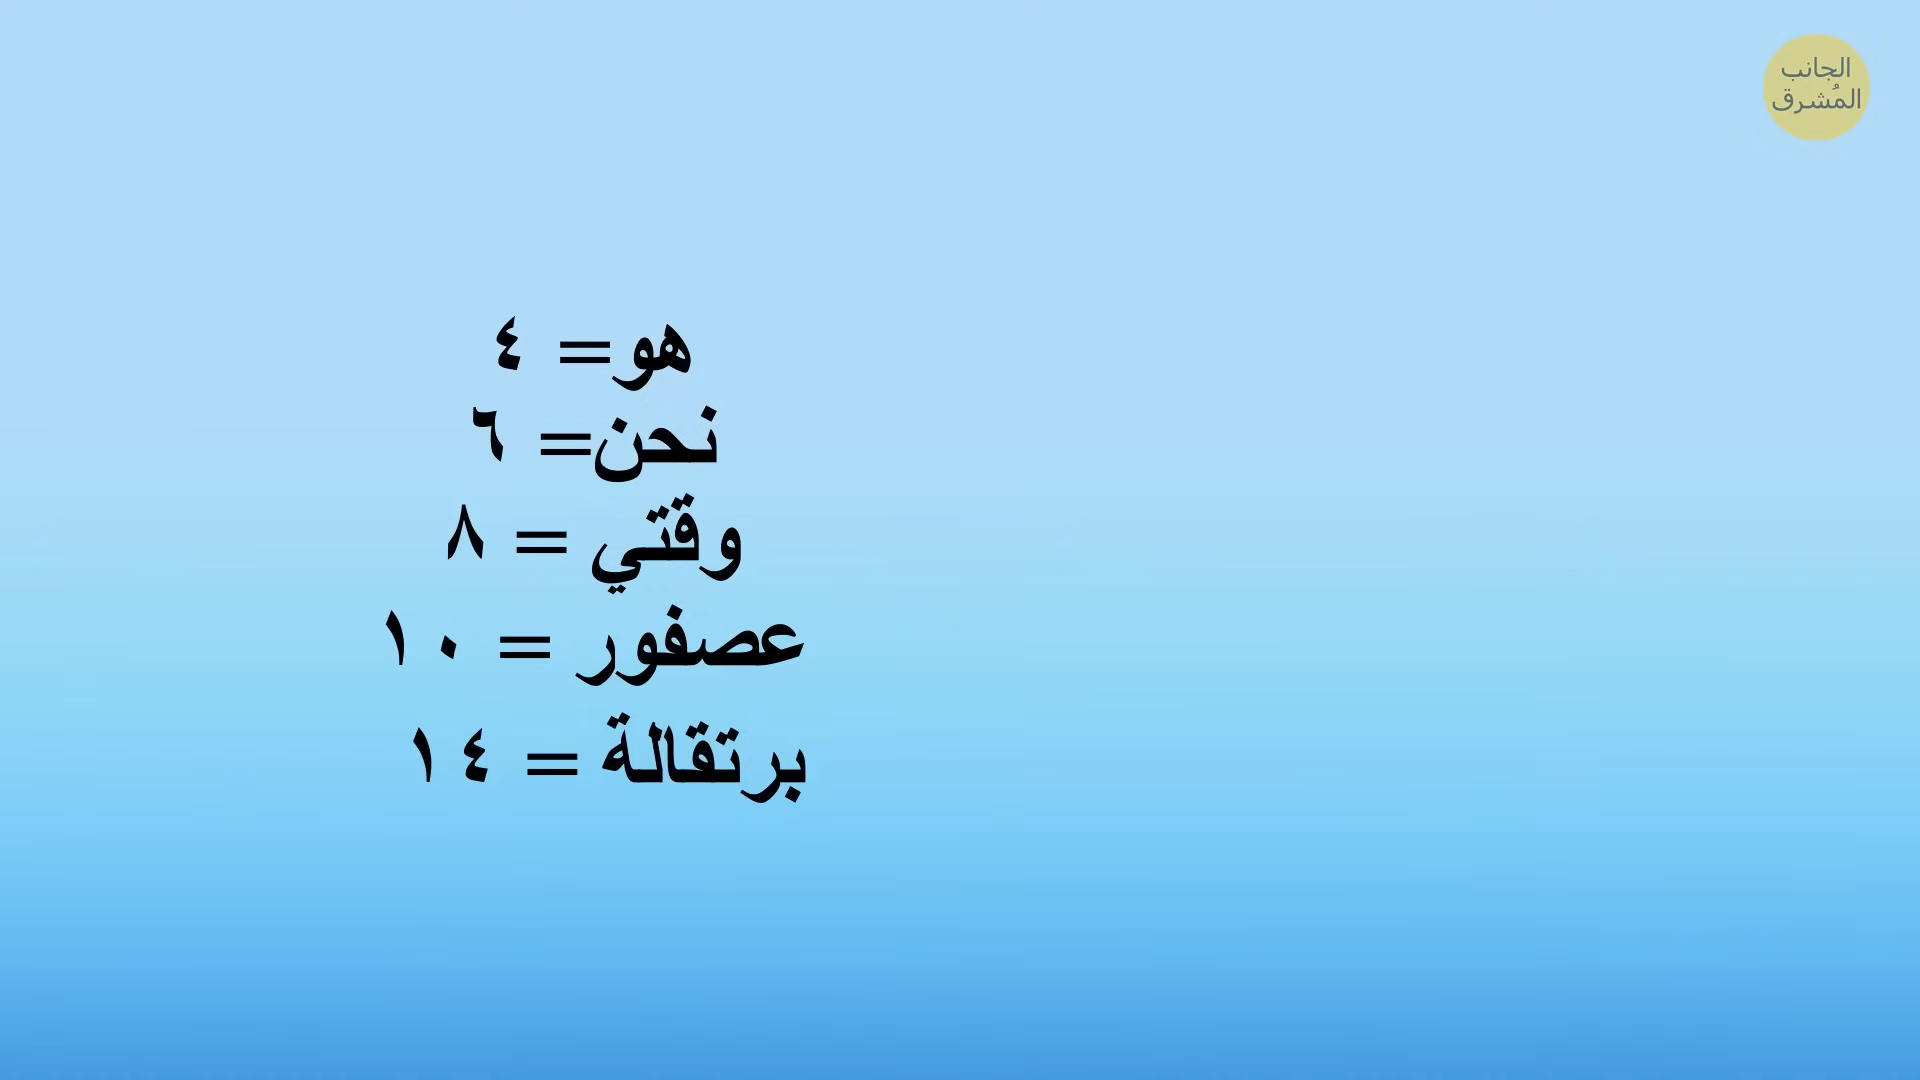 الجانب
المُشرق
هو= ٤
نحن= ٦
وقتي = ٨
عصفور = ١٠
برتقالة = ١٤